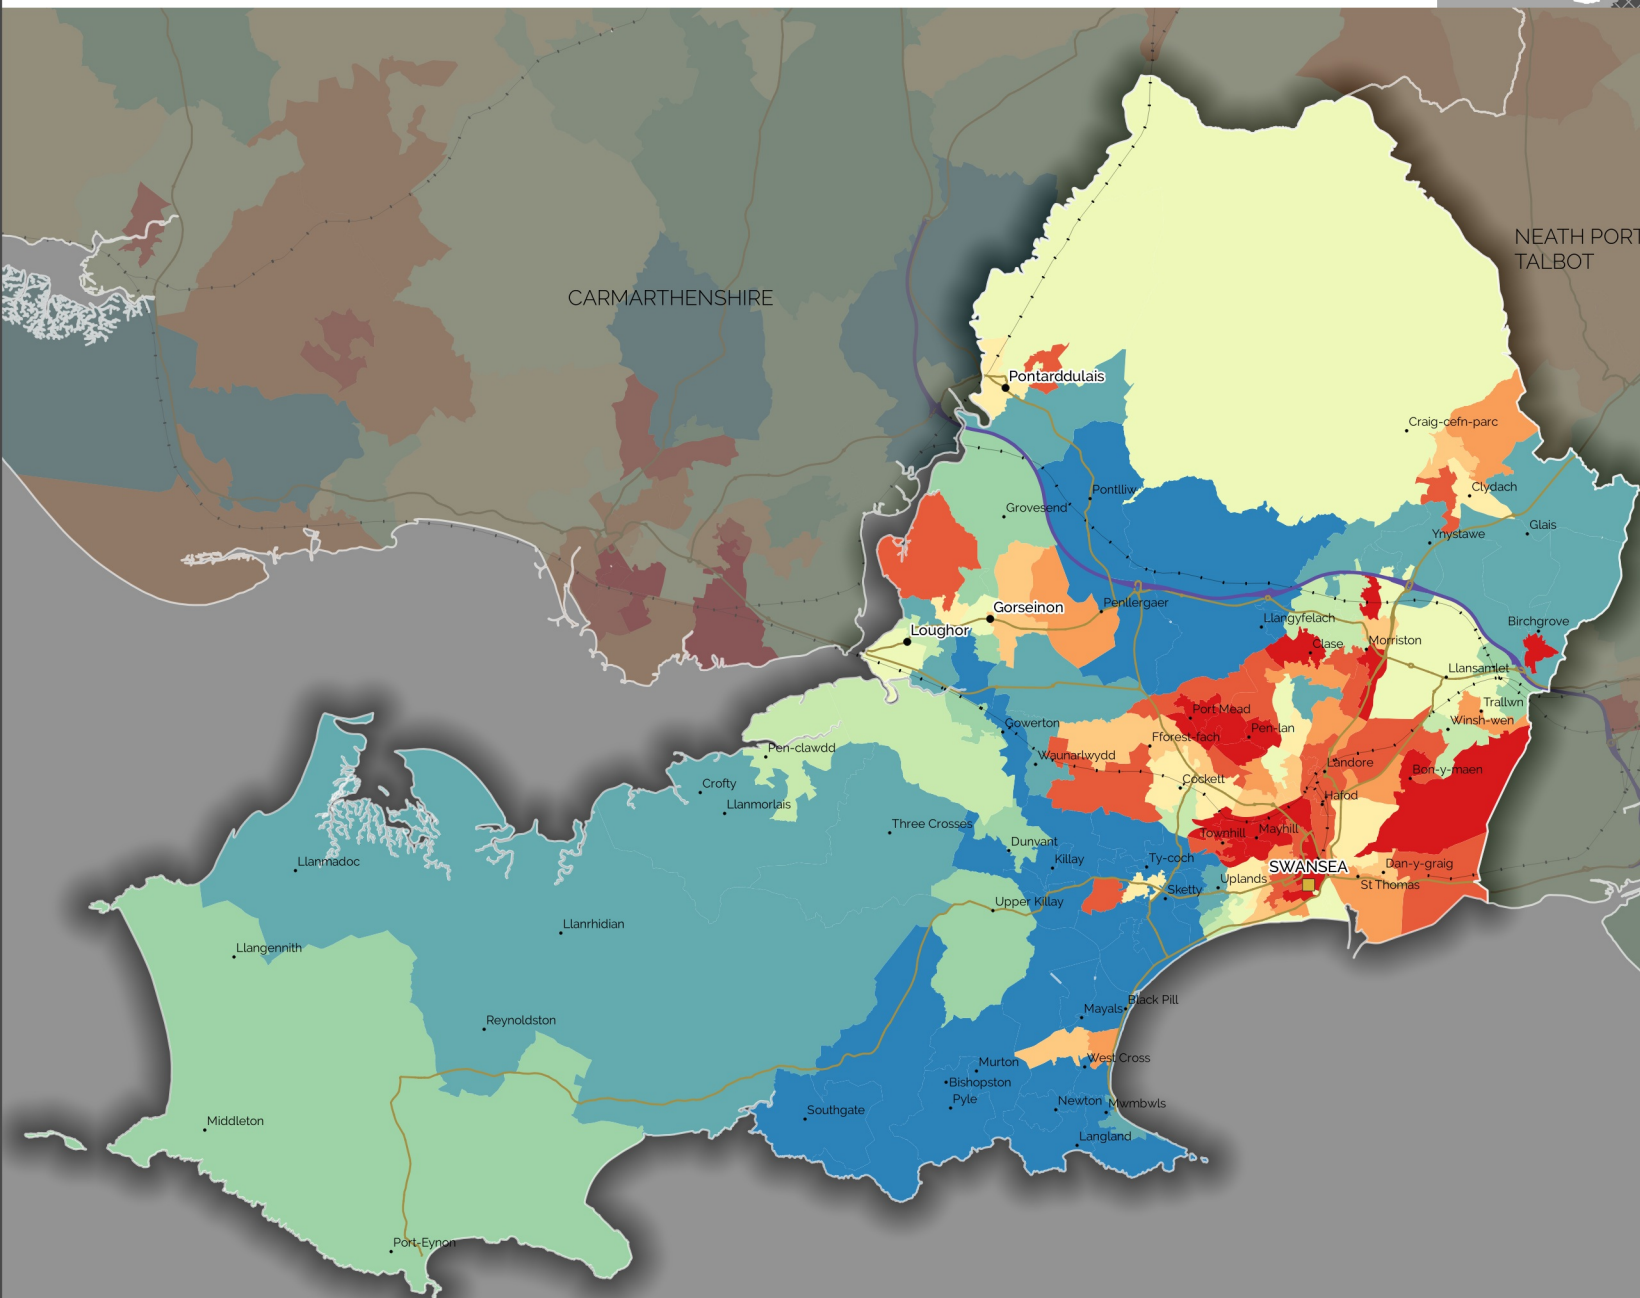 NEATH PORT
TALBOT
CARMARTHENSHIRE
Pontarddulais
Craig-cefn-parc
Clydach
Pontlliw
Grovesend
Glais
Ynystawe
Penllergaer
Gorseinon
Llangyfelach
Birchgrove
Loughor
Clase
Morriston
Llansamlet
Trallwn
Port Mead
Winsh-wen
Gowerton
Pen-lan
Fforest-fach
Pen-clawdd
Waunarlwydd
Landore
Bon-y-maen
Crofty
Cockett
Hafod
Llanmorlais
Three Crosses
Townhill
Mayhill
Dunvant
Llanmadoc
Killay
Ty-coch
SWANSEA
Dan-y-graig
Uplands
St Thomas
Sketty
Upper Killay
Llanrhidian
Llangennith
Black Pill
Mayals
Reynoldston
West Cross
Murton
Bishopston
Pyle
Newton
Mwmbwls
Southgate
Middleton
Langland
Port-Eynon